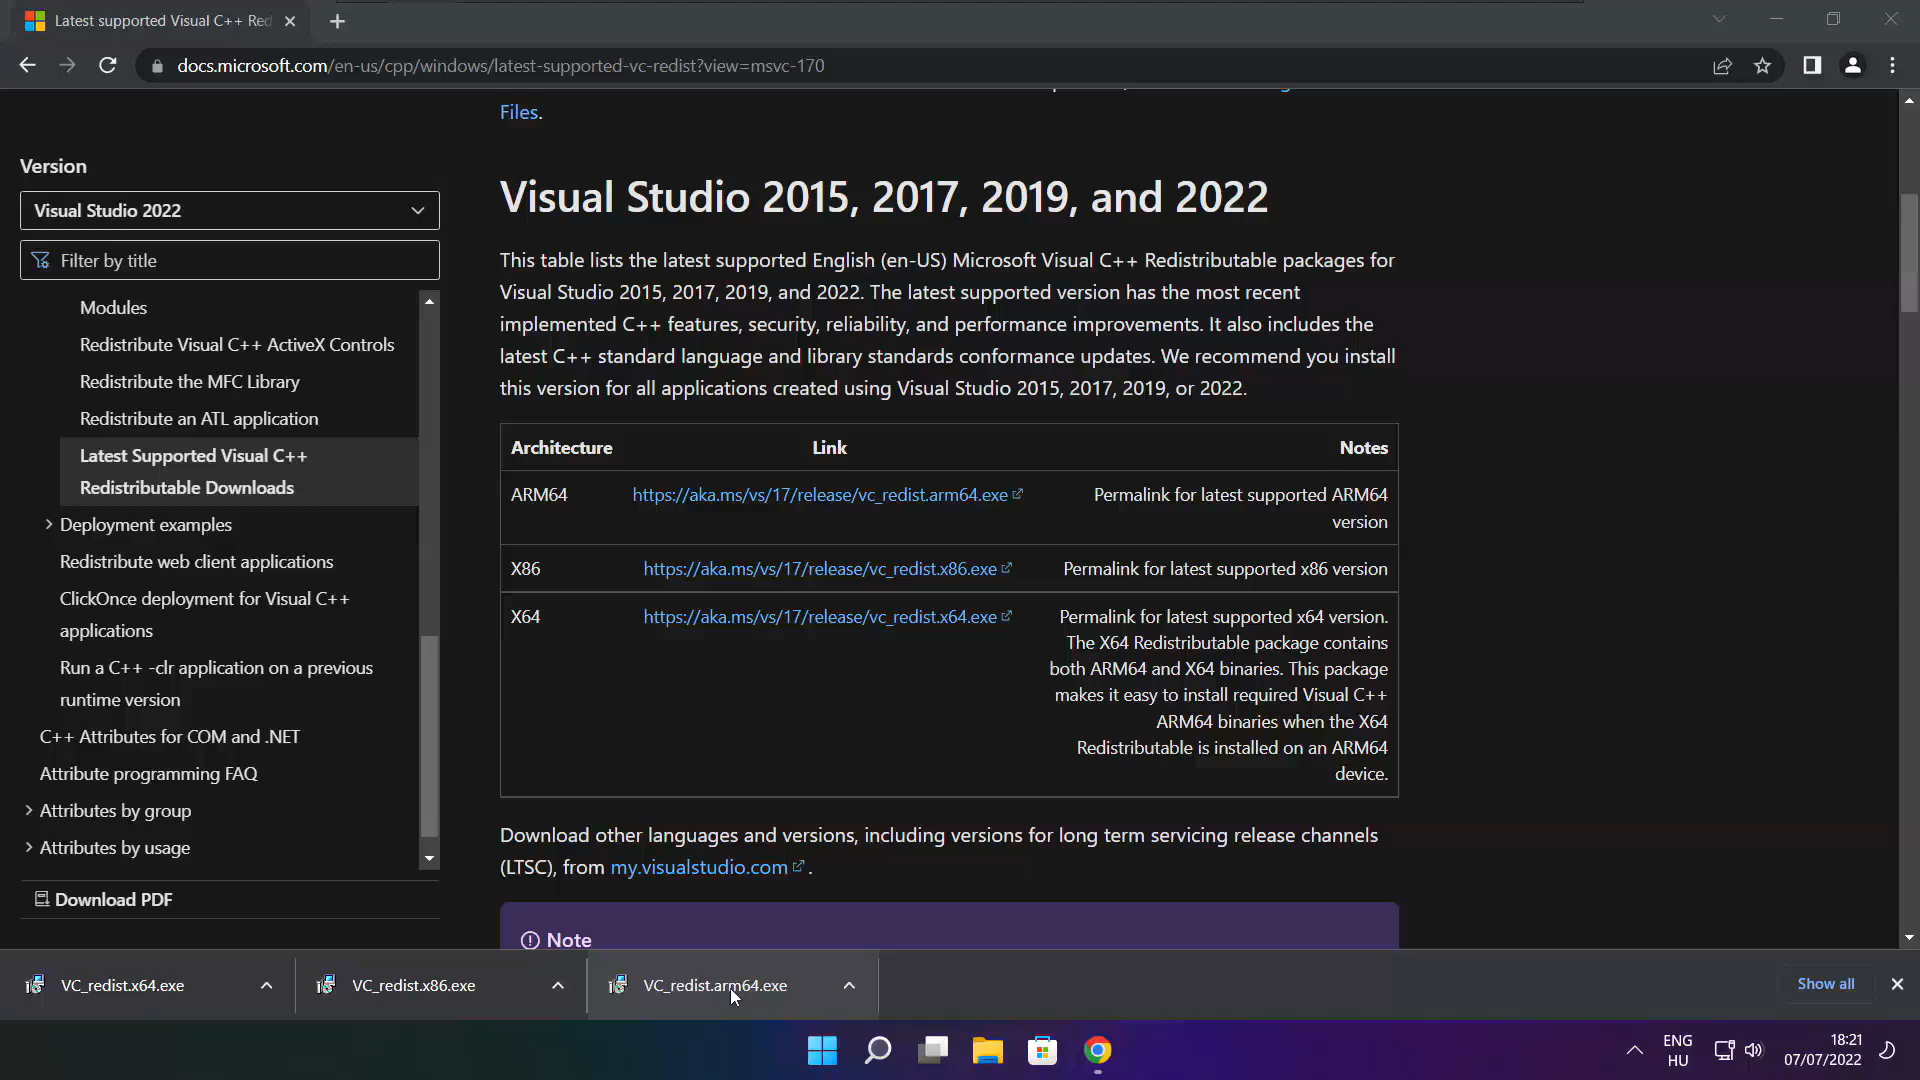 Latest supported Visual C++ Red
docs.microsoft.com/en-us/cpp/windows/latest-supported-vc-redist?view=msvc-170
Files.
Version
Visual Studio 2022
Filter by title
Modules
Redistribute Visual C++ ActiveX Controls
Redistribute the MFC Library
Redistribute an ATL application
Latest Supported Visual C++
Redistributable Downloads
Deployment examples
Redistribute web client applications
ClickOnce deployment for Visual C++
applications
Run a C++ -clr application on a previous
runtime version
C++ Attributes for COM and .NET
Attribute programming FAQ
Attributes by group
Attributes by usage
Download PDF
Visual Studio 2015, 2017, 2019, and 2022
This table lists the latest supported English (en-US) Microsoft Visual C++ Redistributable packages for
Visual Studio 2015, 2017, 2019, and 2022. The latest supported version has the most recent
implemented C++ features, security, reliability, and performance improvements. It also includes the
latest C++ standard language and library standards conformance updates. We recommend you install
this version for all applications created using Visual Studio 2015, 2017, 2019, or 2022.
Architecture Link Notes
ARM64 https://aka.ms/vs/17/release/vc_redist.arm64.exe Permalink for latest supported ARM64
version
X86 https://aka.ms/vs/17/release/vc_redist.x86.exe Permalink for latest supported x86 version
X64 https://aka.ms/vs/17/release/vc_redist.x64.exe Permalink for latest supported x64 version.
The X64 Redistributable package contains
both ARM64 and X64 binaries. This package
makes it easy to install required Visual C++
ARM64 binaries when the X64
Redistributable is installed on an ARM64
device.
Download other languages and versions, including versions for long term servicing release channels
(LTSC), from my.visualstudio.com.
Note
VC_redist.x64.exe
VC_redist.x86.exe
VC_redist.arm64.exe
Show all
ENG
HU
18:21
07/07/2022